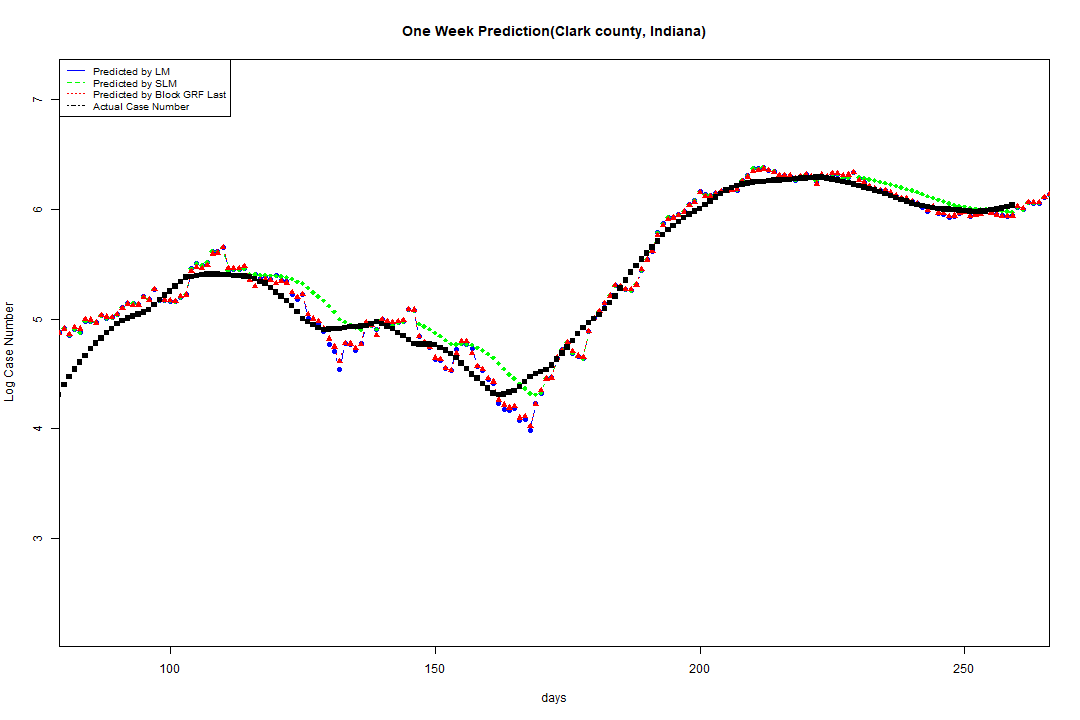 One Week Prediction(Clark county, Indiana)
Predicted by LM
Predicted by SLM
Predicted by Block GRF Last
Actual Case Number
7
6
5
4
3
Log Case Number
100 150 200 250
days